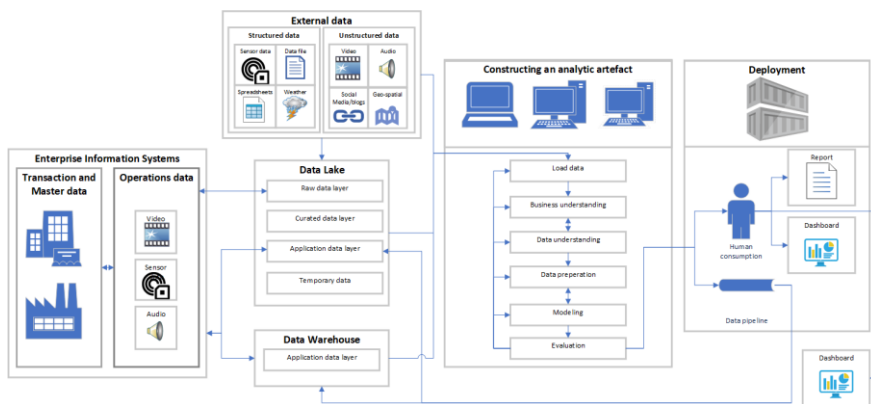 External data
Structured data
Unstructured data
Sensor data
Data file
Video
Audio
Spreadsheets
Weather
Social
Media/blogs
Geo-spatial
Constructing an analytic artefact
Deployment
Enterprise Information Systems
Transaction and
Master data
Operations data
Video
Sensor
Audio
Data Lake
Raw data layer
Curated data layer
Application data layer
Temporary data
Data Warehouse
Application data layer
Load data
Business understanding
Data understanding
Data preperation
Modeling
Evaluation
Report
Human
consumption
Dashboard
Data pipeline
Dashboard